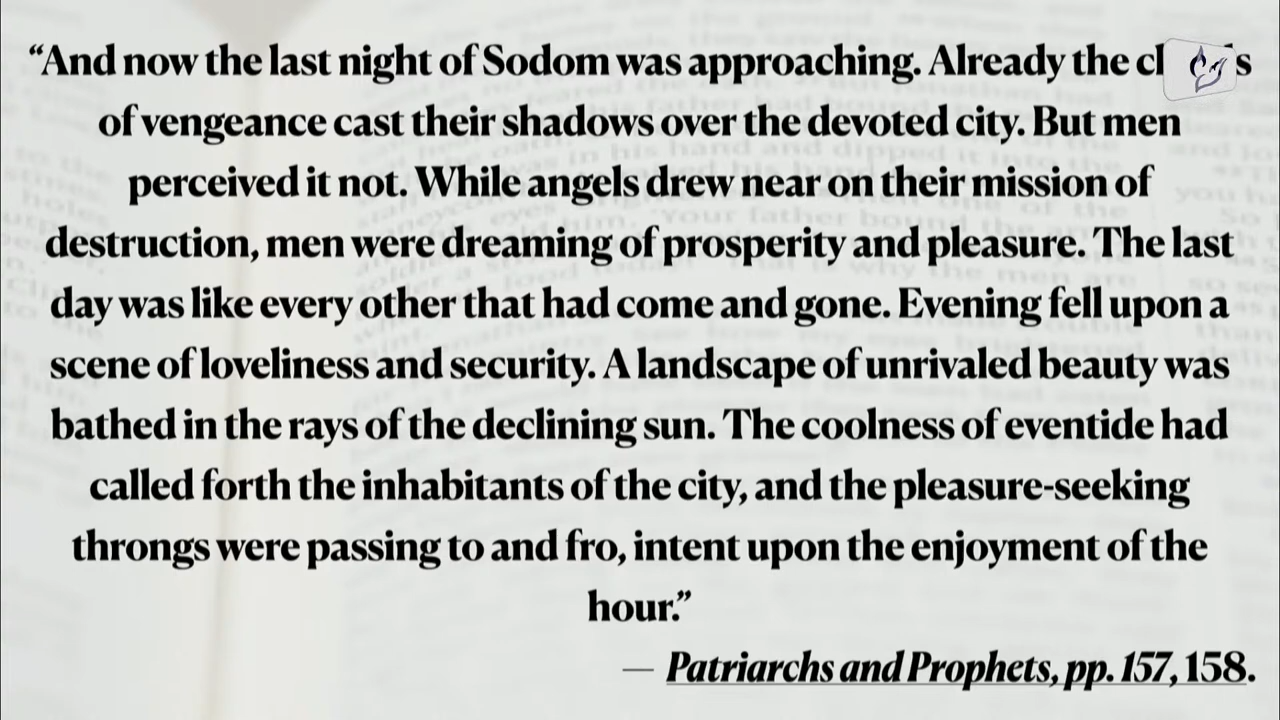 “And now the last night of Sodom was approaching. Already the
of vengeance cast their shadows over the devoted city. But men
perceived it not. While angels drew near on their mission of
destruction, men were dreaming of prosperity and pleasure. The last
day was like every other that had come and gone. Evening fell upon a
scene of loveliness and security. A landscape of unrivaled beauty was
bathed in the rays of the declining sun. The coolness of eventide had
called forth the inhabitants of the city, and the pleasure-seeking
throngs were passing to and fro, intent upon the enjoyment of the
hour.”
— Patriarchs and Prophets, pp. 157, 158.